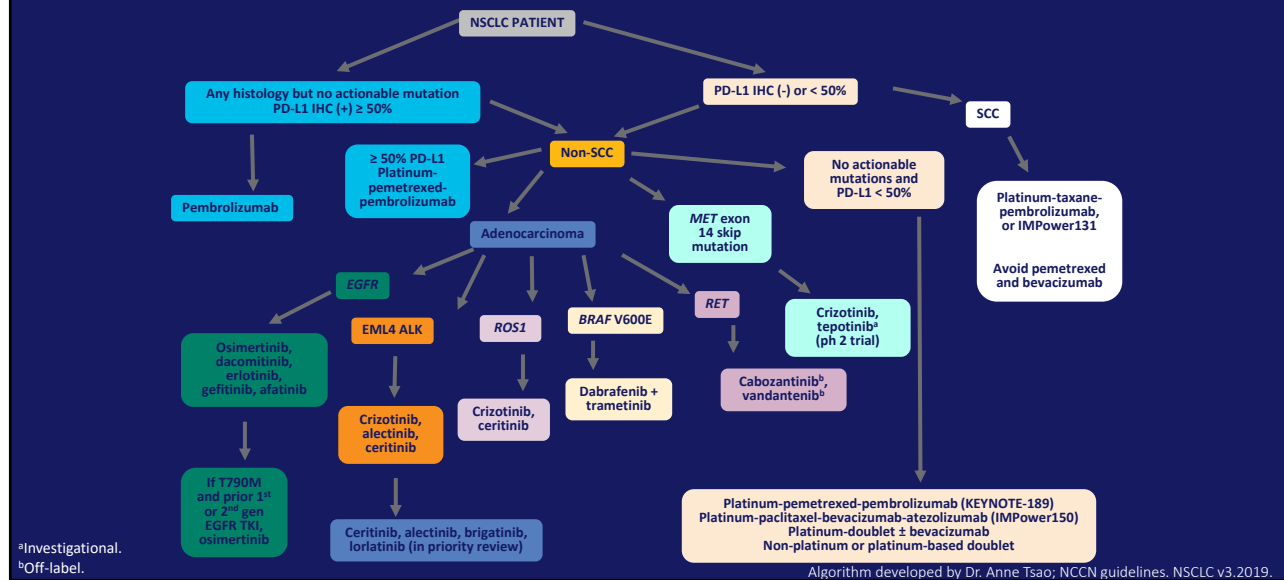 NSCLC PATIENT
Any histology but no actionable mutation
PD-L1 IHC (+) ≥ 50%
PD-L1 IHC (-) or < 50%
SCC
Non-SCC
≥ 50% PD-L1
Platinum-
pemetrexed-
pembrolizumab
No actionable
mutations and
PD-L1 < 50%
Pembrolizumab
Platinum-taxane-
pembrolizumab,
or IMPower131
Avoid pemetrexed
and bevacizumab
MET exon
14 skip
mutation
Adenocarcinoma
EGFR
EML4 ALK
ROS1
BRAF V600E
RET
Crizotinib,
tepotinibᵃ
(ph 2 trial)
Osimertinib,
dacomitinib,
erlotinib,
gefitinib, afatinib
Crizotinib,
alectinib,
ceritinib
Crizotinib,
ceritinib
Dabrafenib +
trametinib
Cabozantinibᵇ,
vandantenibᵇ
If T790M
and prior 1ˢᵗ
or 2ⁿᵈ gen
EGFR TKI,
osimertinib
Ceritinib, alectinib, brigatinib,
lorlatinib (in priority review)
Platinum-pemetrexed-pembrolizumab (KEYNOTE-189)
Platinum-paclitaxel-bevacizumab-atezolizumab (IMPower150)
Platinum-doublet ± bevacizumab
Non-platinum or platinum-based doublet
ᵃInvestigational.
ᵇOff-label.
Algorithm developed by Dr. Anne Tsao; NCCN guidelines. NSCLC v3.2019.